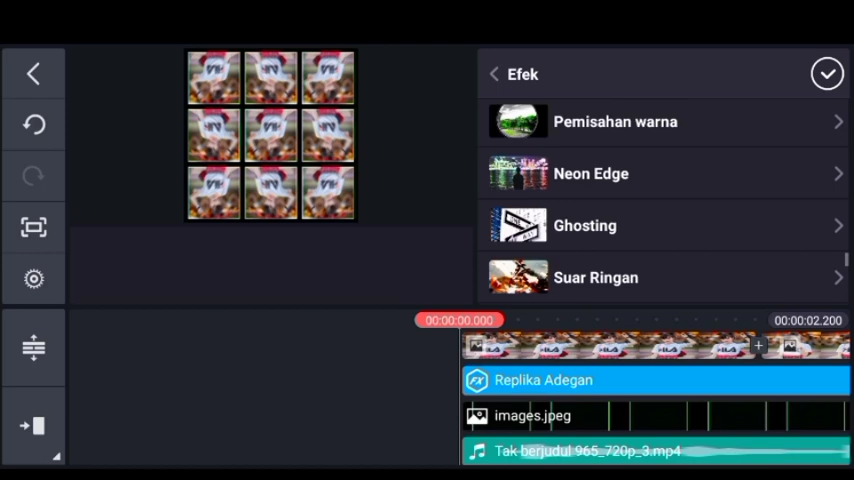 Efek
Pemisahan warna
Neon Edge
Ghosting
Suar Ringan
00:00:00.000
00:00:02.200
Replika Adegan
images.jpeg
Tak berjudul 965_720p_3.mp4